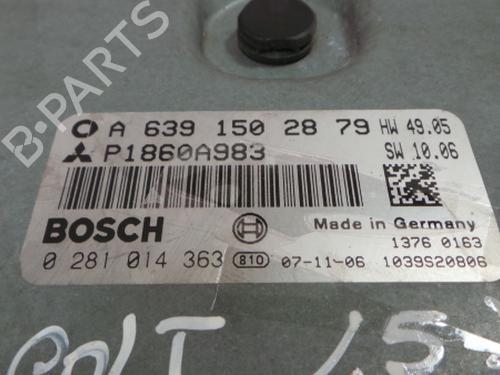 A 639 150 28 79 HW 49.05
P1860A983 SW 10.06
BOSCH Made in Germany
1376 0163
0 281 014 363 810 07-11-06 1039S20806
COLT 1.5-
B-PARTS